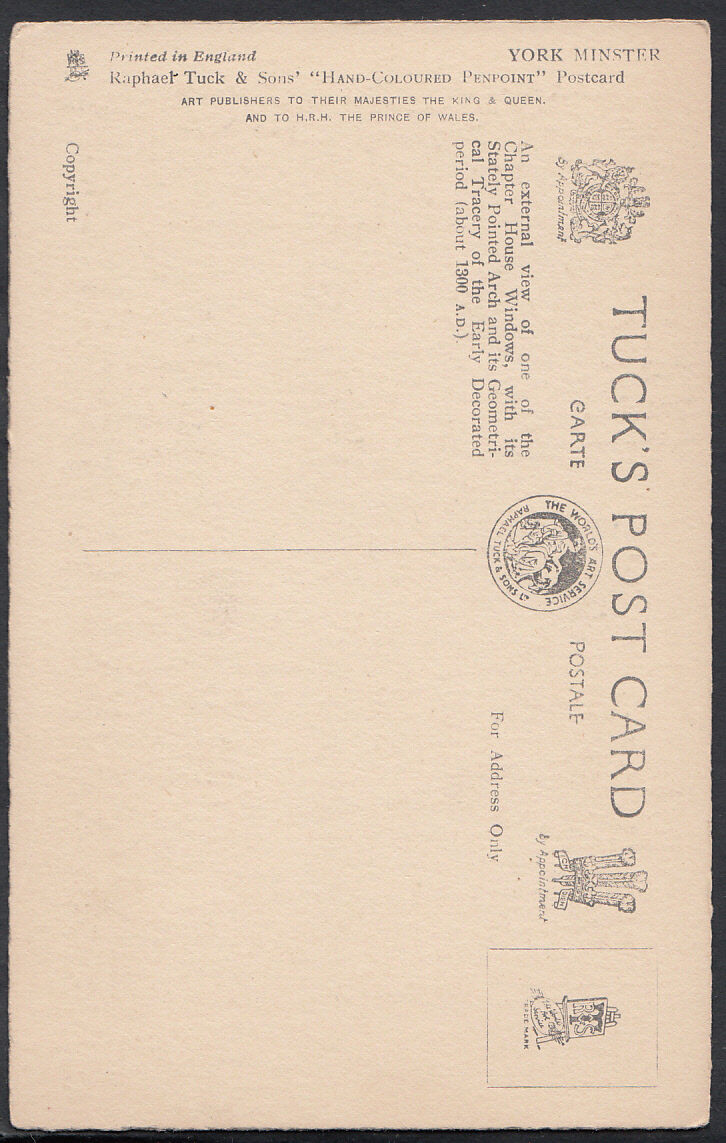 Printed in England
YORK MINSTER
Raphael Tuck & Sons' "HAND-COLOURED PENPOINT" Postcard
ART PUBLISHERS TO THEIR MAJESTIES THE KING & QUEEN.
AND TO H.R.H. THE PRINCE OF WALES.
TUCK'S POST CARD
CARTE POSTALE
By Appointment
By Appointment
THE WORLD'S ART SERVICE
RAPHAEL TUCK & SONS LD
An external view of one of the
Chapter House Windows, with its
Stately Pointed Arch and its Geometri-
cal Tracery of the Early Decorated
period (about 1300 A.D.).
For Address Only
TRADE MARK
Copyright